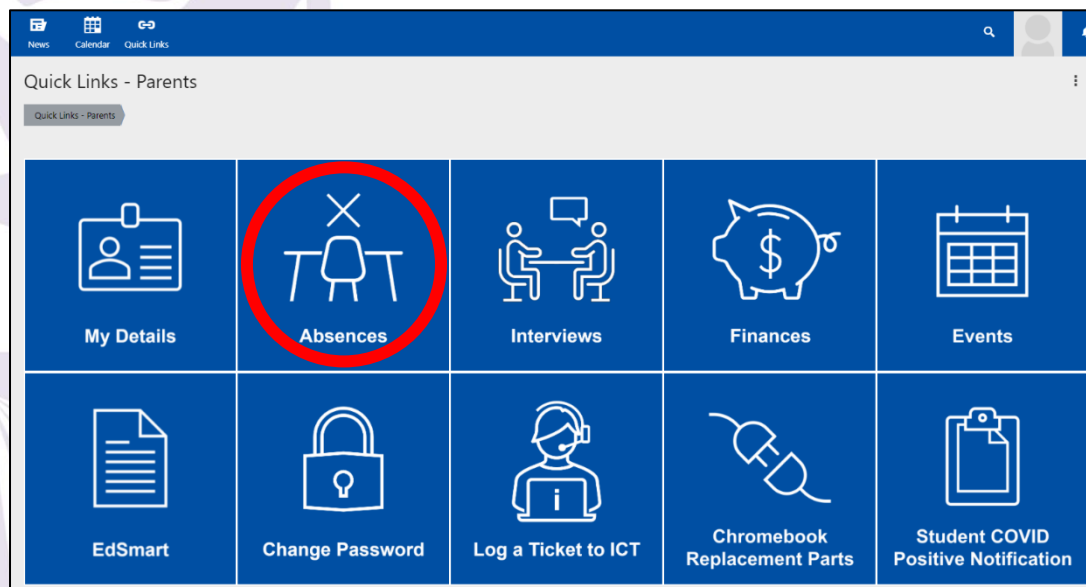 News Calendar Quick Links
Quick Links - Parents
Quick Links - Parents
My Details
Absences
Interviews
$
Finances
Events
EdSmart
Change Password
i
Log a Ticket to ICT
Chromebook
Replacement Parts
Student COVID
Positive Notification